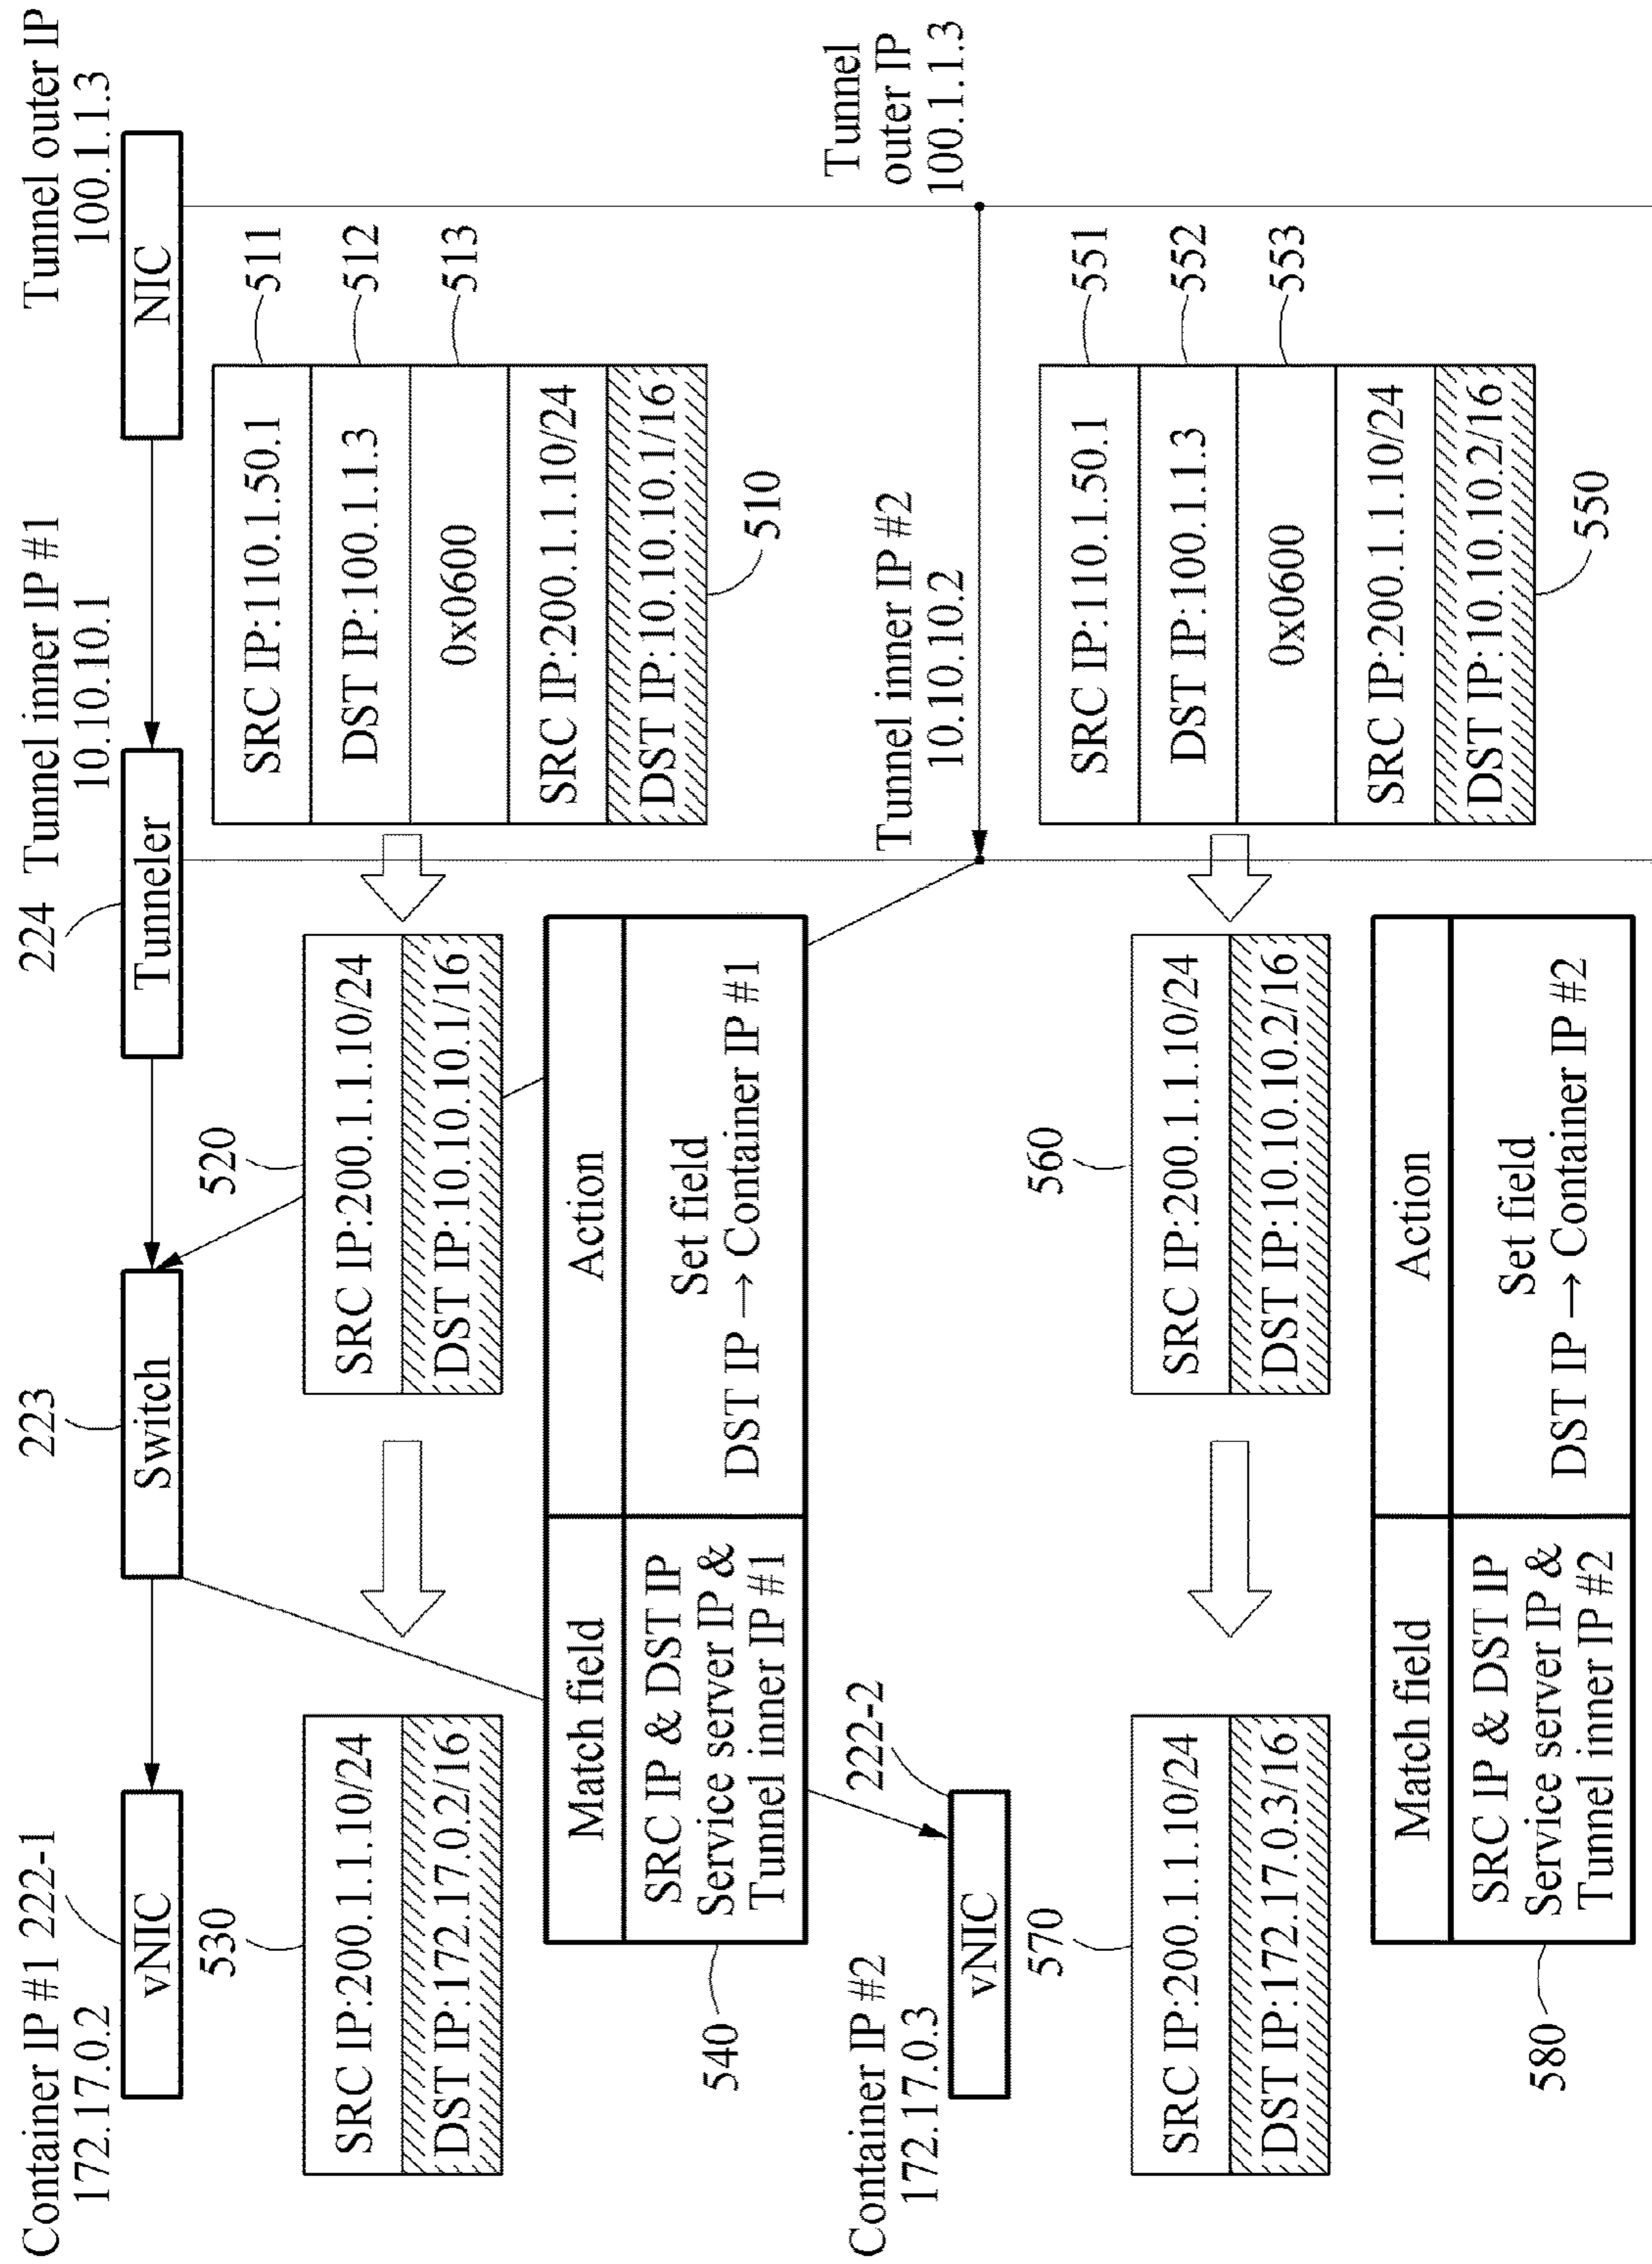 Container IP #1
172.17.0.2
222-1
223
224
Tunnel inner IP #1
10.10.10.1
Tunnel outer IP
100.1.1.3
vNIC
Switch
Tunneler
NIC
530
SRC IP:200.1.1.10/24
DST IP:172.17.0.2/16
520
SRC IP:200.1.1.10/24
DST IP:10.10.10.1/16
SRC IP:110.1.50.1
DST IP:100.1.1.3
0x0600
SRC IP:200.1.1.10/24
DST IP:10.10.10.1/16
511
512
513
510
540
Match field
Action
SRC IP & DST IP
Service server IP &
Tunnel inner IP #1
Set field
DST IP → Container IP #1
Container IP #2
172.17.0.3
222-2
vNIC
Tunnel inner IP #2
10.10.10.2
Tunnel
outer IP
100.1.1.3
570
SRC IP:200.1.1.10/24
DST IP:172.17.0.3/16
560
SRC IP:200.1.1.10/24
DST IP:10.10.10.2/16
SRC IP:110.1.50.1
DST IP:100.1.1.3
0x0600
SRC IP:200.1.1.10/24
DST IP:10.10.10.2/16
551
552
553
550
580
Match field
Action
SRC IP & DST IP
Service server IP &
Tunnel inner IP #2
Set field
DST IP → Container IP #2